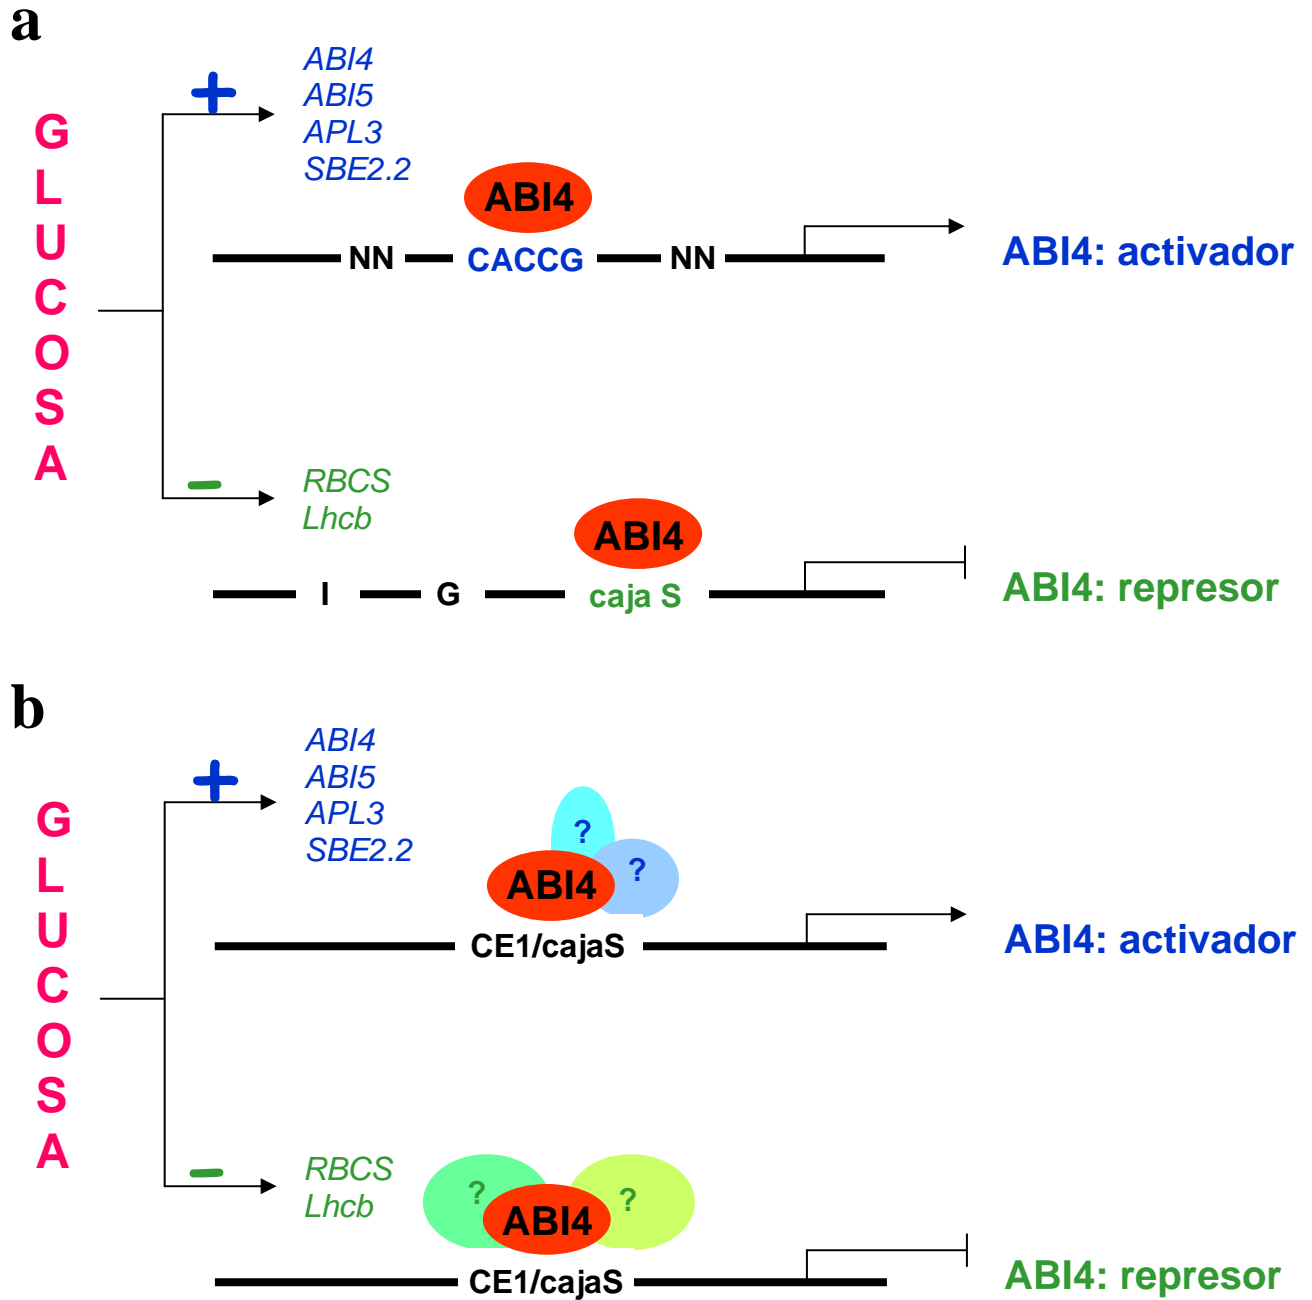 a
GLUCOSA
+
ABI4
ABI5
APL3
SBE2.2
ABI4
NN CACCG NN
ABI4: activador
−
RBCS
Lhcb
ABI4
I G caja S
ABI4: represor
b
GLUCOSA
+
ABI4
ABI5
APL3
SBE2.2
?
?
ABI4
CE1/cajaS
ABI4: activador
−
RBCS
Lhcb
? ?
ABI4
CE1/cajaS
ABI4: represor